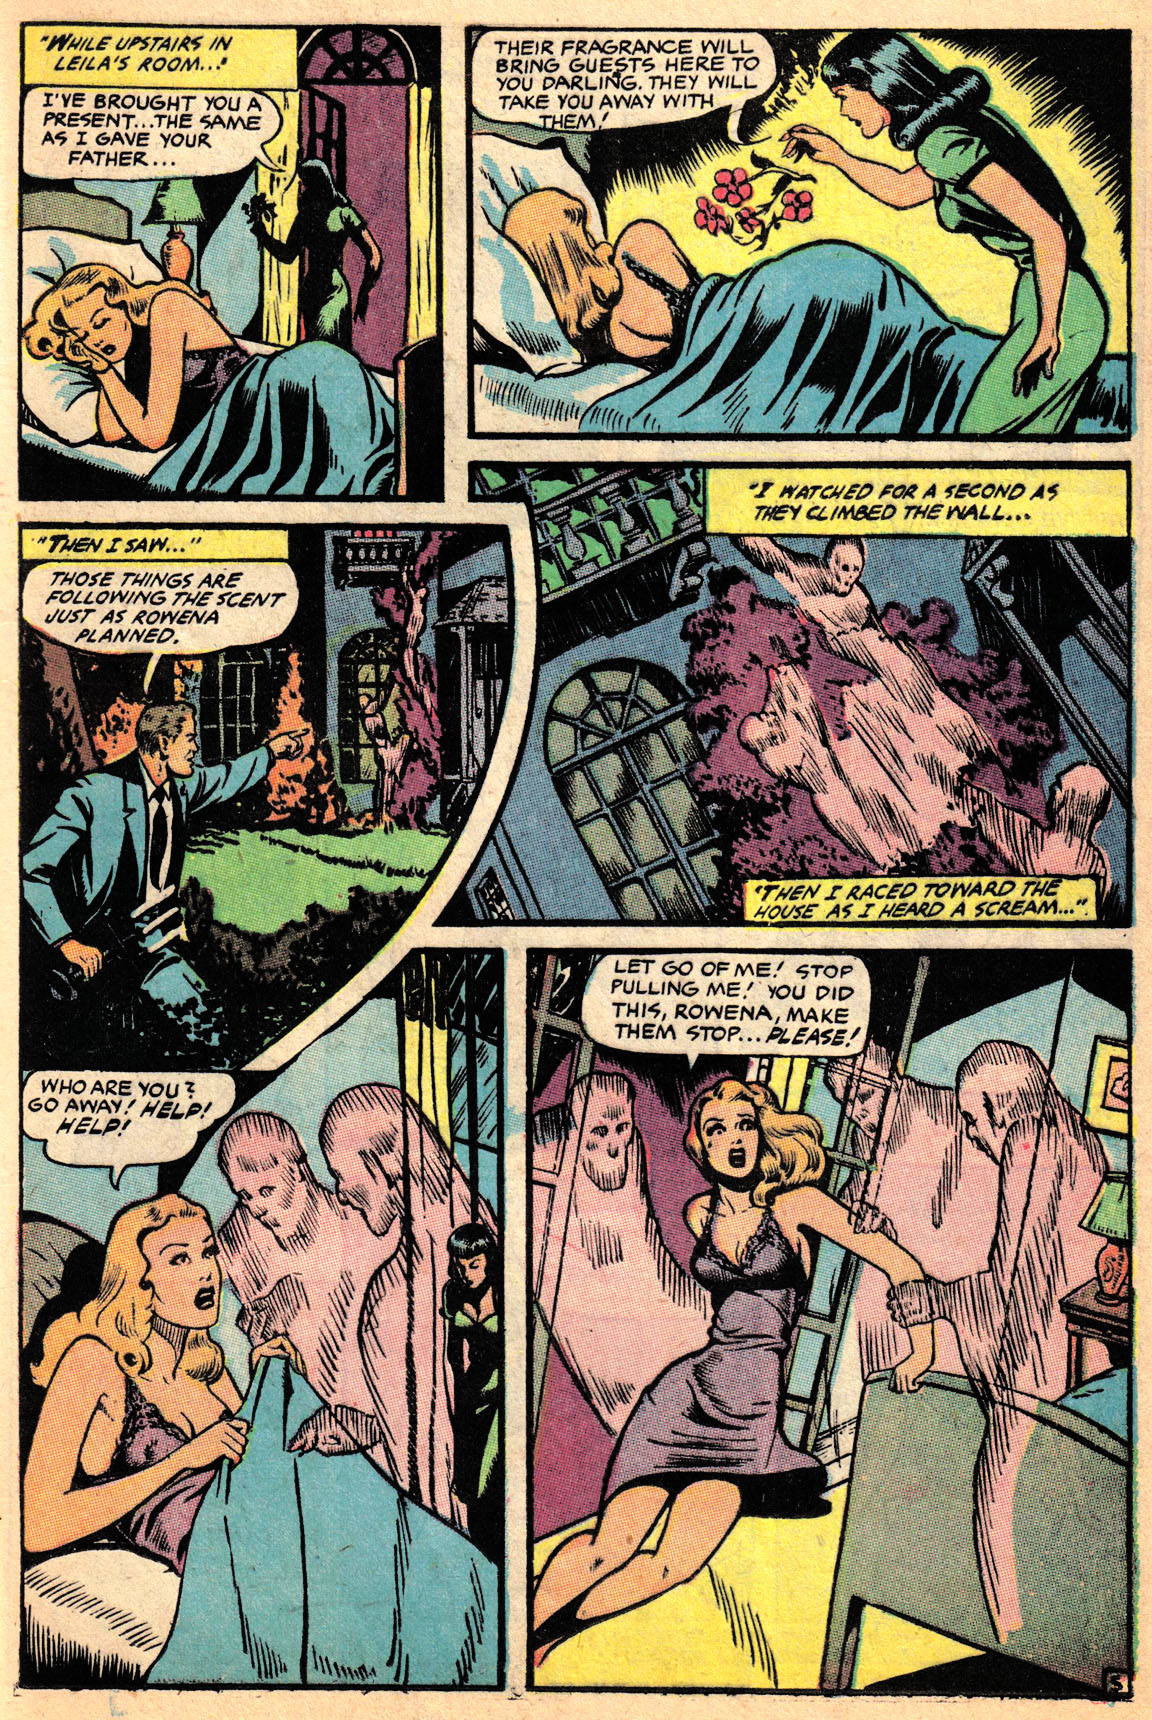 "WHILE UPSTAIRS IN
LEILA'S ROOM..."
I'VE BROUGHT YOU A
PRESENT...THE SAME
AS I GAVE YOUR
FATHER...
THEIR FRAGRANCE WILL
BRING GUESTS HERE TO
YOU DARLING. THEY WILL
TAKE YOU AWAY WITH
THEM!
"THEN I SAW..."
THOSE THINGS ARE
FOLLOWING THE SCENT
JUST AS ROWENA
PLANNED.
"I WATCHED FOR A SECOND AS
THEY CLIMBED THE WALL...
"THEN I RACED TOWARD THE
HOUSE AS I HEARD A SCREAM..."
WHO ARE YOU?
GO AWAY! HELP!
HELP!
LET GO OF ME! STOP
PULLING ME! YOU DID
THIS, ROWENA, MAKE
THEM STOP... PLEASE!
5